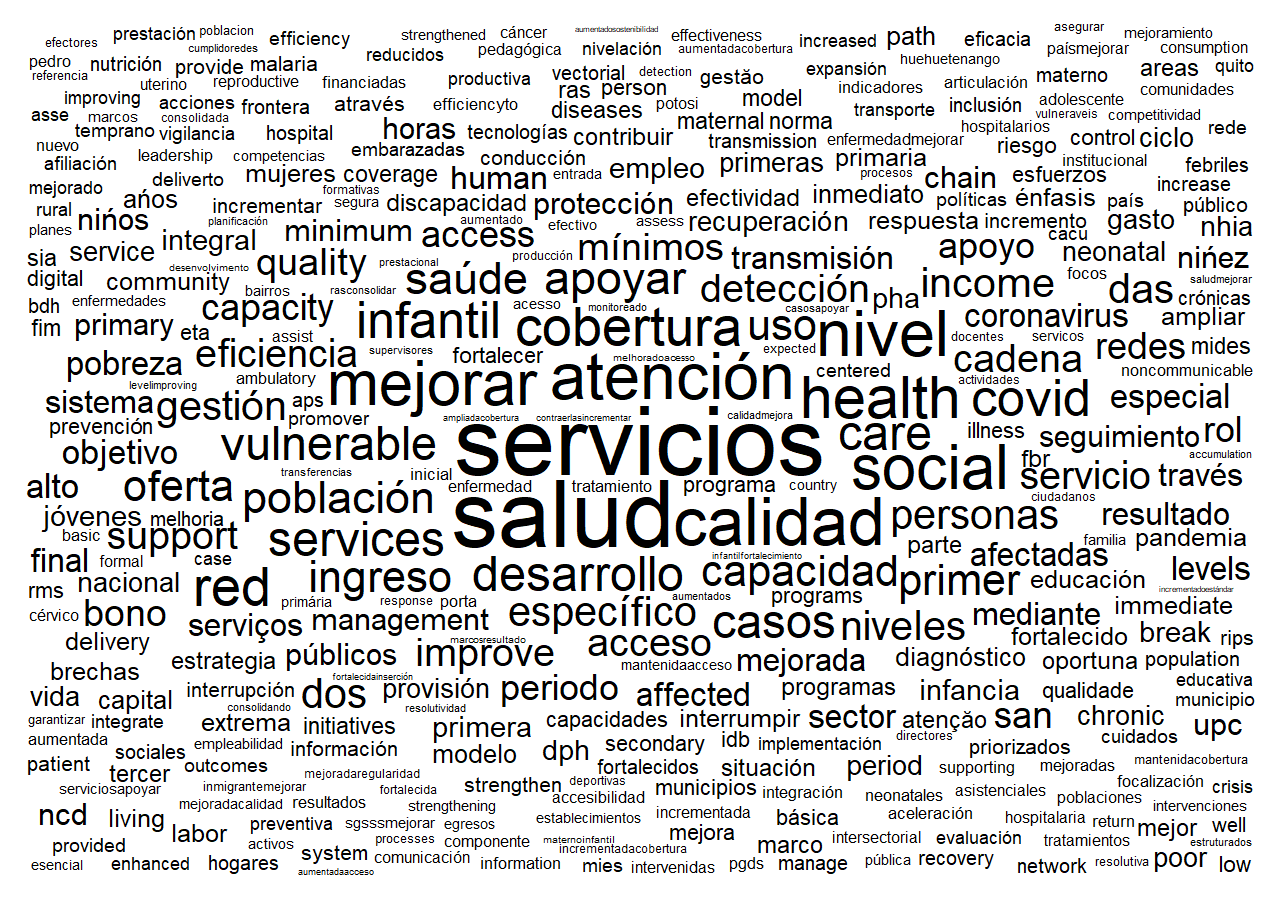 efectores prestación poblacion efficiency strengthened cáncer aumentadosostenibilidad effectiveness increased path eficacia asegurar mejoramiento
pedro cumplidoredes reducidos pedagógica nivelación aumentadacobertura huehuetenango paísmejorar consumption
referencia nutrición provide malaria productiva vectorial detection gestão expansión indicadores articulación materno areas quito
uterino reproductive financiadas ras person diseases potosi model adolescente comunidades
improving acciones frontera através efficiencyto maternal norma transporte inclusión vulneraveis competitividad
asse marcos consolidada temprano vigilancia hospital horas tecnologías contribuir transmission enfermedadmejorar hospitalarios riesgo control ciclo rede
nuevo afiliación leadership competencias embarazadas conducción entrada empleo primeras primaria procesos institucional febriles
mejorado deliverto mujeres coverage human chain esfuerzos increase
rural ańos incrementar formativas segura discapacidad protección efectividad inmediato políticas énfasis país público
planes nińos planificación minimum aumentado efectivo assess recuperación respuesta incremento gasto nhia
sia service integral access producción mínimos transmisión apoyo cacu neonatal nińez
digital community desenvolvimento quality prestacional saúde apoyar detección pha income focos das saludmejorar crónicas
bdh enfermedades bairros rasconsolidar acesso monitoreado casosapoyar
fim primary eta capacity assist infantil cobertura uso nivel coronavirus ampliar
pobreza eficiencia supervisores fortalecer melhoradoacesso expected docentes servicos cadena redes mides
levelimproving ambulatory mejorar atención centered actividades noncommunicable
sistema gestión aps promover ampliadacobertura contraerlasincrementar calidadmejora health covid especial
prevención vulnerable servicios care illness seguimiento rol
objetivo transferencias inicial social fbr servicio accumulation través
alto oferta población enfermedad tratamiento programa country ciudadanos
jóvenes melhoria salud calidad personas resultado
basic support services parte familia pandemia
final formal case infantilfortalecimiento afectadas
rms nacional red ingreso desarrollo capacidad primer educación levels incrementadoestándar
cérvico bono primária response porta aumentados programs mediante immediate
serviços management específico casos niveles fortalecido break rips
delivery marcosresultado acceso
brechas estrategia públicos improve mantenidaacceso mejorada diagnóstico oportuna population
vida capital interrupción fortalecidainserción educativa
consolidando dos provisión periodo affected programas infancia qualidade municipio
garantizar integrate extrema initiatives resolutividad primera capacidades interrumpir sector atenção san chronic upc
aumentada sociales empleabilidad información modelo dph secondary idb implementación directores priorizados cuidados
patient tercer outcomes mejoradaregularidad fortalecida fortalecidos situación period supporting mejoradas mantenidacobertura
serviciosapoyar inmigrantemejorar strengthen deportivas municipios integración neonatales asistenciales focalización crisis
ncd living mejoradacalidad resultados strengthening accesibilidad incrementada aceleración poblaciones intervenciones
labor preventiva sgsssmejorar egresos establecimientos básica hospitalaria return mejor well
provided activos processes componente maternoinfantil mejora marco intersectorial evaluación tratamientos estruturados
esencial enhanced hogares system comunicación information incrementadacobertura mies intervenidas pgds manage pública recovery network resolutiva poor low
aumentadaacceso